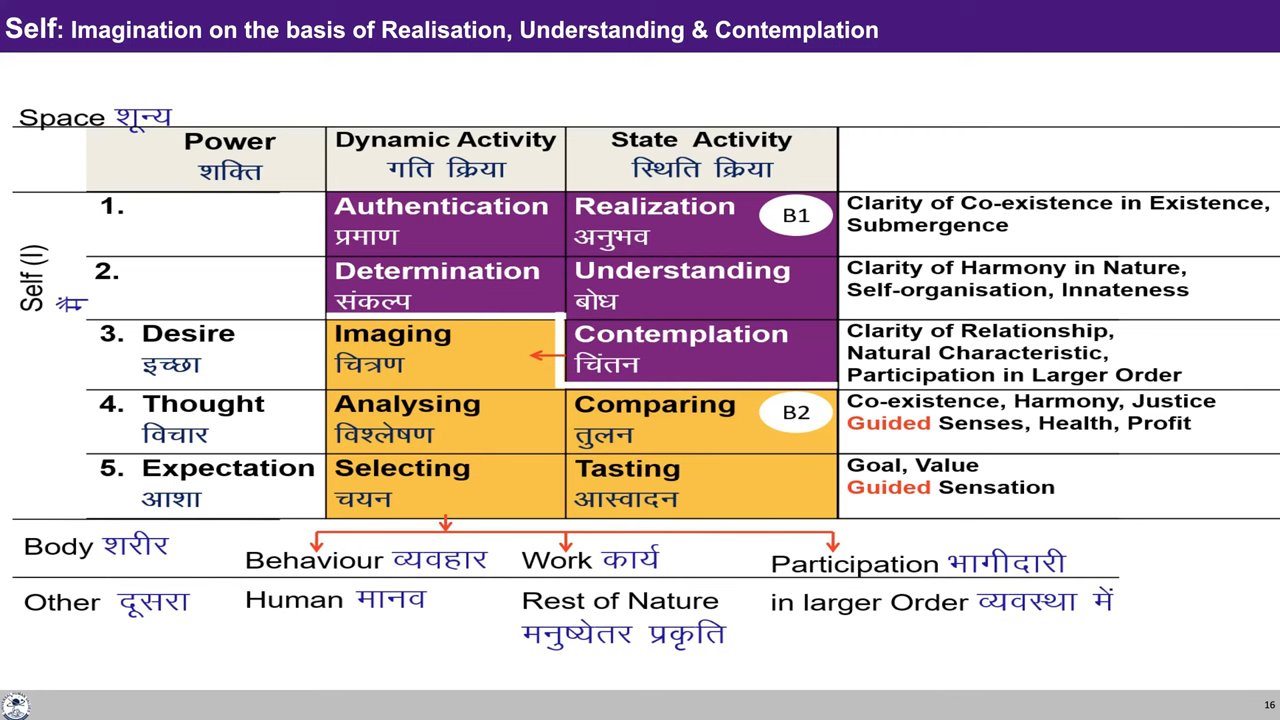 Self: Imagination on the basis of Realisation, Understanding & Contemplation
Space शून्य
Power Dynamic Activity State Activity
शक्ति गति क्रिया स्थिति क्रिया
Self (I)
मैं
1. Authentication Realization B1 Clarity of Co-existence in Existence,
प्रमाण अनुभव Submergence
2. Determination Understanding Clarity of Harmony in Nature,
संकल्प बोध Self-organisation, Innateness
3. Desire Imaging Contemplation Clarity of Relationship,
इच्छा चित्रण चिंतन Natural Characteristic,
Participation in Larger Order
4. Thought Analysing Comparing B2 Co-existence, Harmony, Justice
विचार विश्लेषण तुलन Guided Senses, Health, Profit
5. Expectation Selecting Tasting Goal, Value
आशा चयन आस्वादन Guided Sensation
Body शरीर Behaviour व्यवहार Work कार्य Participation भागीदारी
Other दूसरा Human मानव Rest of Nature in larger Order व्यवस्था में
मनुष्येतर प्रकृति
16